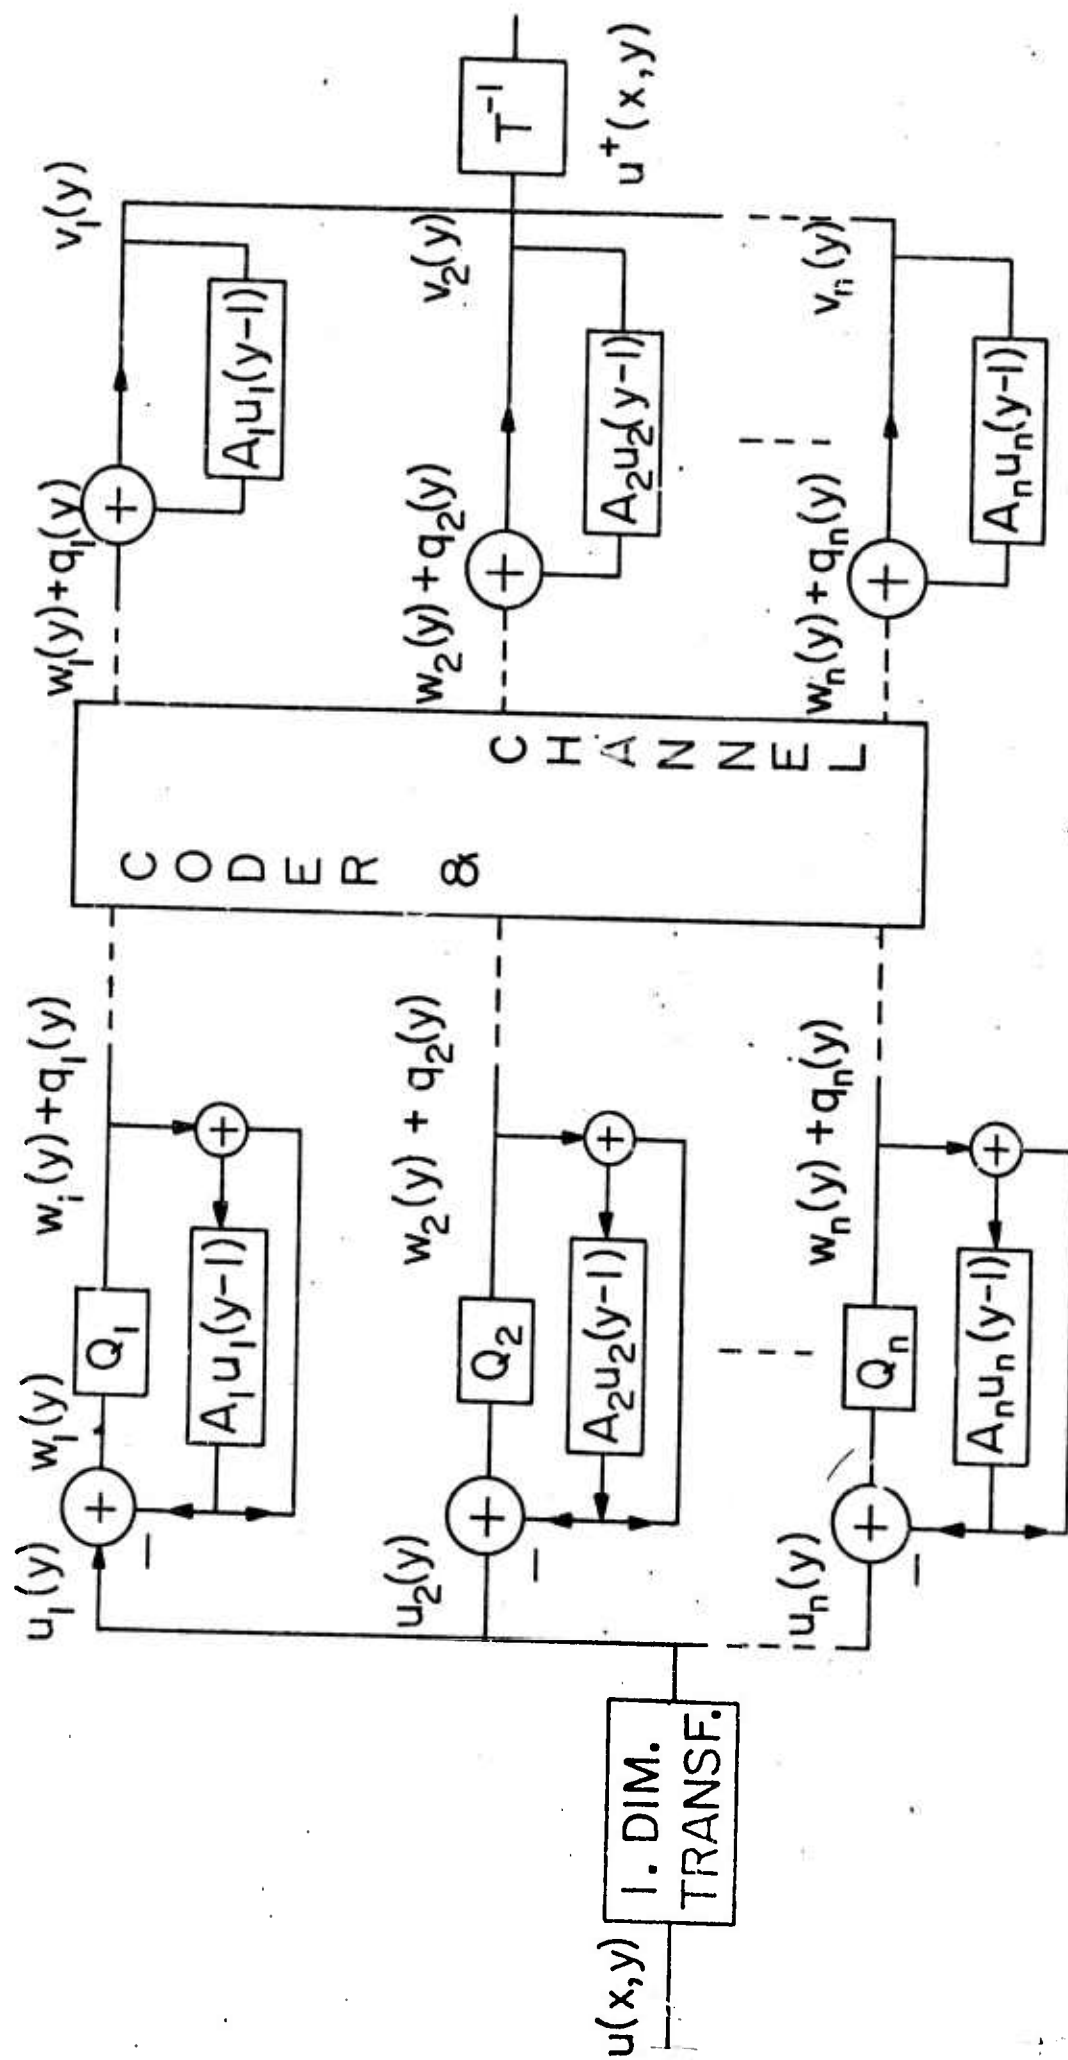 u(x,y)
1. DIM.
TRANSF.
u₁(y)
w₁(y)
−
+
Q₁
wᵢ(y)+q₁(y)
A₁u₁(y−1)
+
u₂(y)
−
+
Q₂
w₂(y) + q₂(y)
A₂u₂(y−1)
+
uₙ(y)
−
+
Qₙ
wₙ(y) +qₙ(y)
Aₙuₙ(y−1)
+
CODER &
CHANNEL
w₁(y)+q₁(y)
+
A₁u₁(y−1)
v₁(y)
w₂(y)+q₂(y)
+
A₂u₂(y−1)
v₂(y)
wₙ(y)+qₙ(y)
+
Aₙuₙ(y−1)
vₙ(y)
T⁻¹
u⁺(x,y)